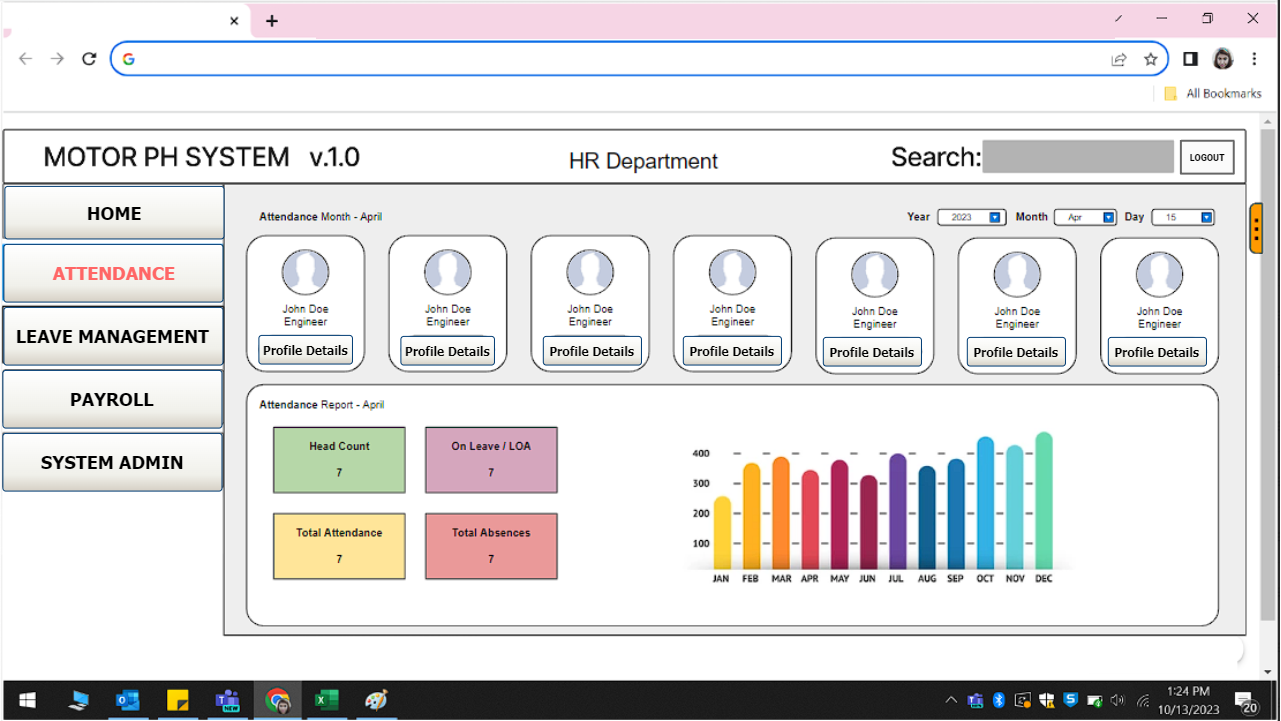 All Bookmarks
MOTOR PH SYSTEM v.1.0
HR Department
Search:
LOGOUT
HOME
ATTENDANCE
LEAVE MANAGEMENT
PAYROLL
SYSTEM ADMIN
Attendance Month - April
Year 2023 Month Apr Day 15
John Doe John Doe John Doe John Doe John Doe John Doe John Doe
Engineer Engineer Engineer Engineer Engineer Engineer Engineer
Profile Details Profile Details Profile Details Profile Details Profile Details Profile Details Profile Details
Attendance Report - April
Head Count
7
On Leave / LOA
7
Total Attendance
7
Total Absences
7
400
300
200
100
JAN FEB MAR APR MAY JUN JUL AUG SEP OCT NOV DEC
NEW
1:24 PM
10/13/2023
20